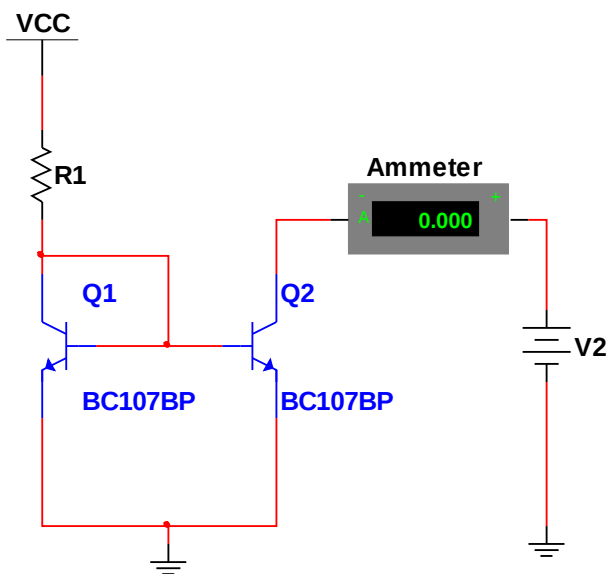 VCC
R1
Ammeter
- +
A 0.000
Q1 Q2
V2
BC107BP BC107BP